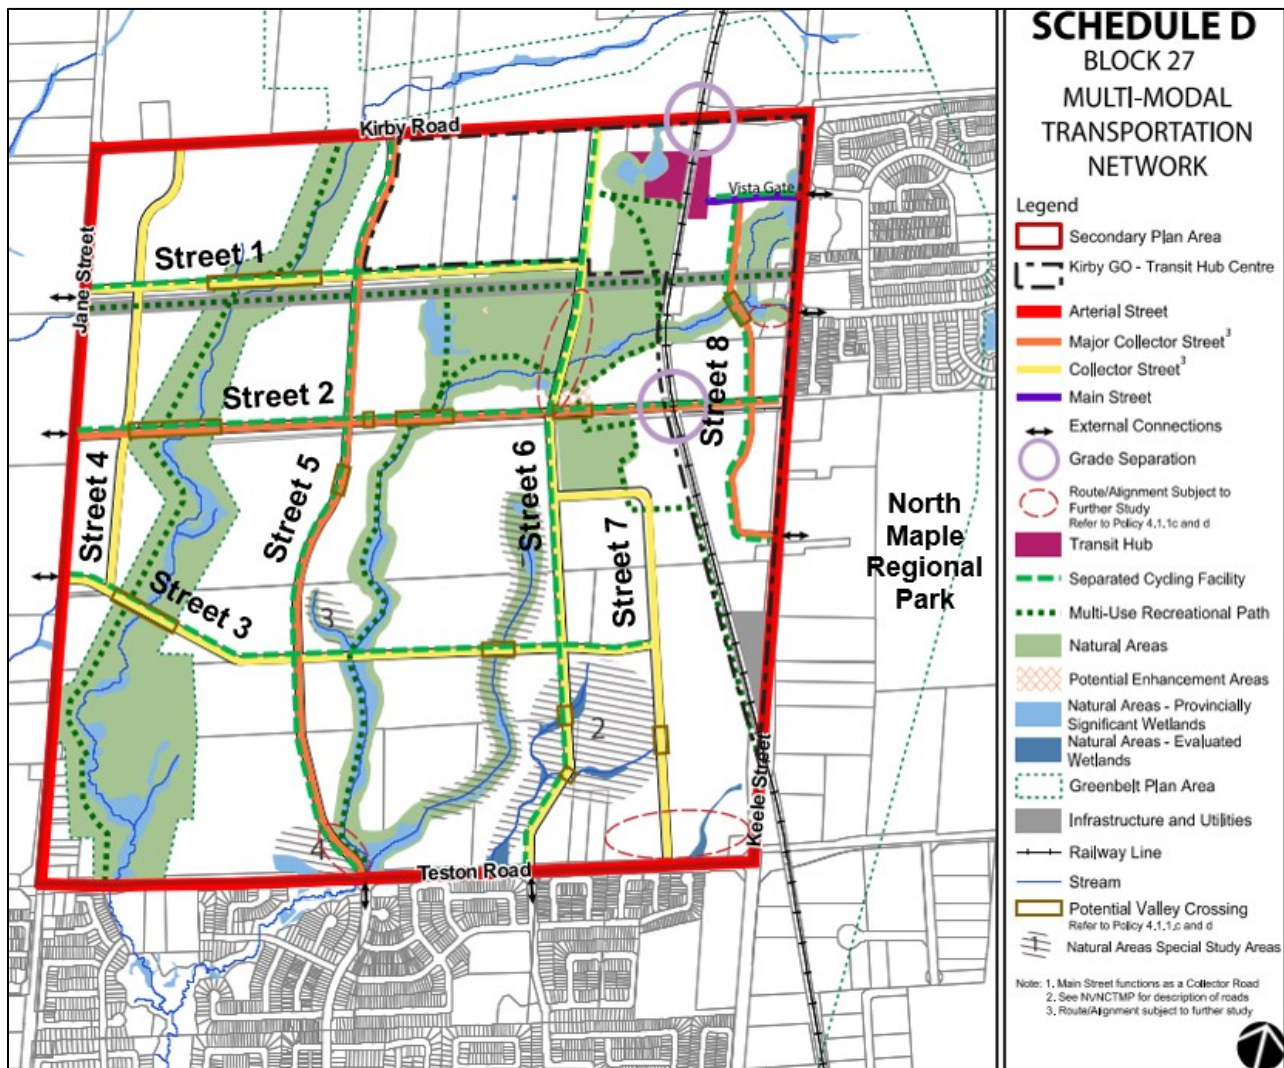 SCHEDULE D
BLOCK 27
MULTI-MODAL
TRANSPORTATION
NETWORK
Legend
Secondary Plan Area
Kirby GO - Transit Hub Centre
Arterial Street
Major Collector Street3
Collector Street3
Main Street
External Connections
Grade Separation
Route/Alignment Subject to
Further Study
Refer to Policy 4.1.1c and d
Transit Hub
Separated Cycling Facility
Multi-Use Recreational Path
Natural Areas
Potential Enhancement Areas
Natural Areas - Provincially
Significant Wetlands
Natural Areas - Evaluated
Wetlands
Greenbelt Plan Area
Infrastructure and Utilities
Railway Line
Stream
Potential Valley Crossing
Refer to Policy 4.1.1.c and d
1
Natural Areas Special Study Areas
Note: 1. Main Street functions as a Collector Road
2. See NVNCTMP for description of roads
3. Route/Alignment subject to further study
Kirby Road
Vista Gate
Street 1
Jane Street
Street 2
Street 8
Street 4
Street 5
Street 6
Street 7
North
Maple
Regional
Park
Street 3
3
2
4
Keele Street
Teston Road